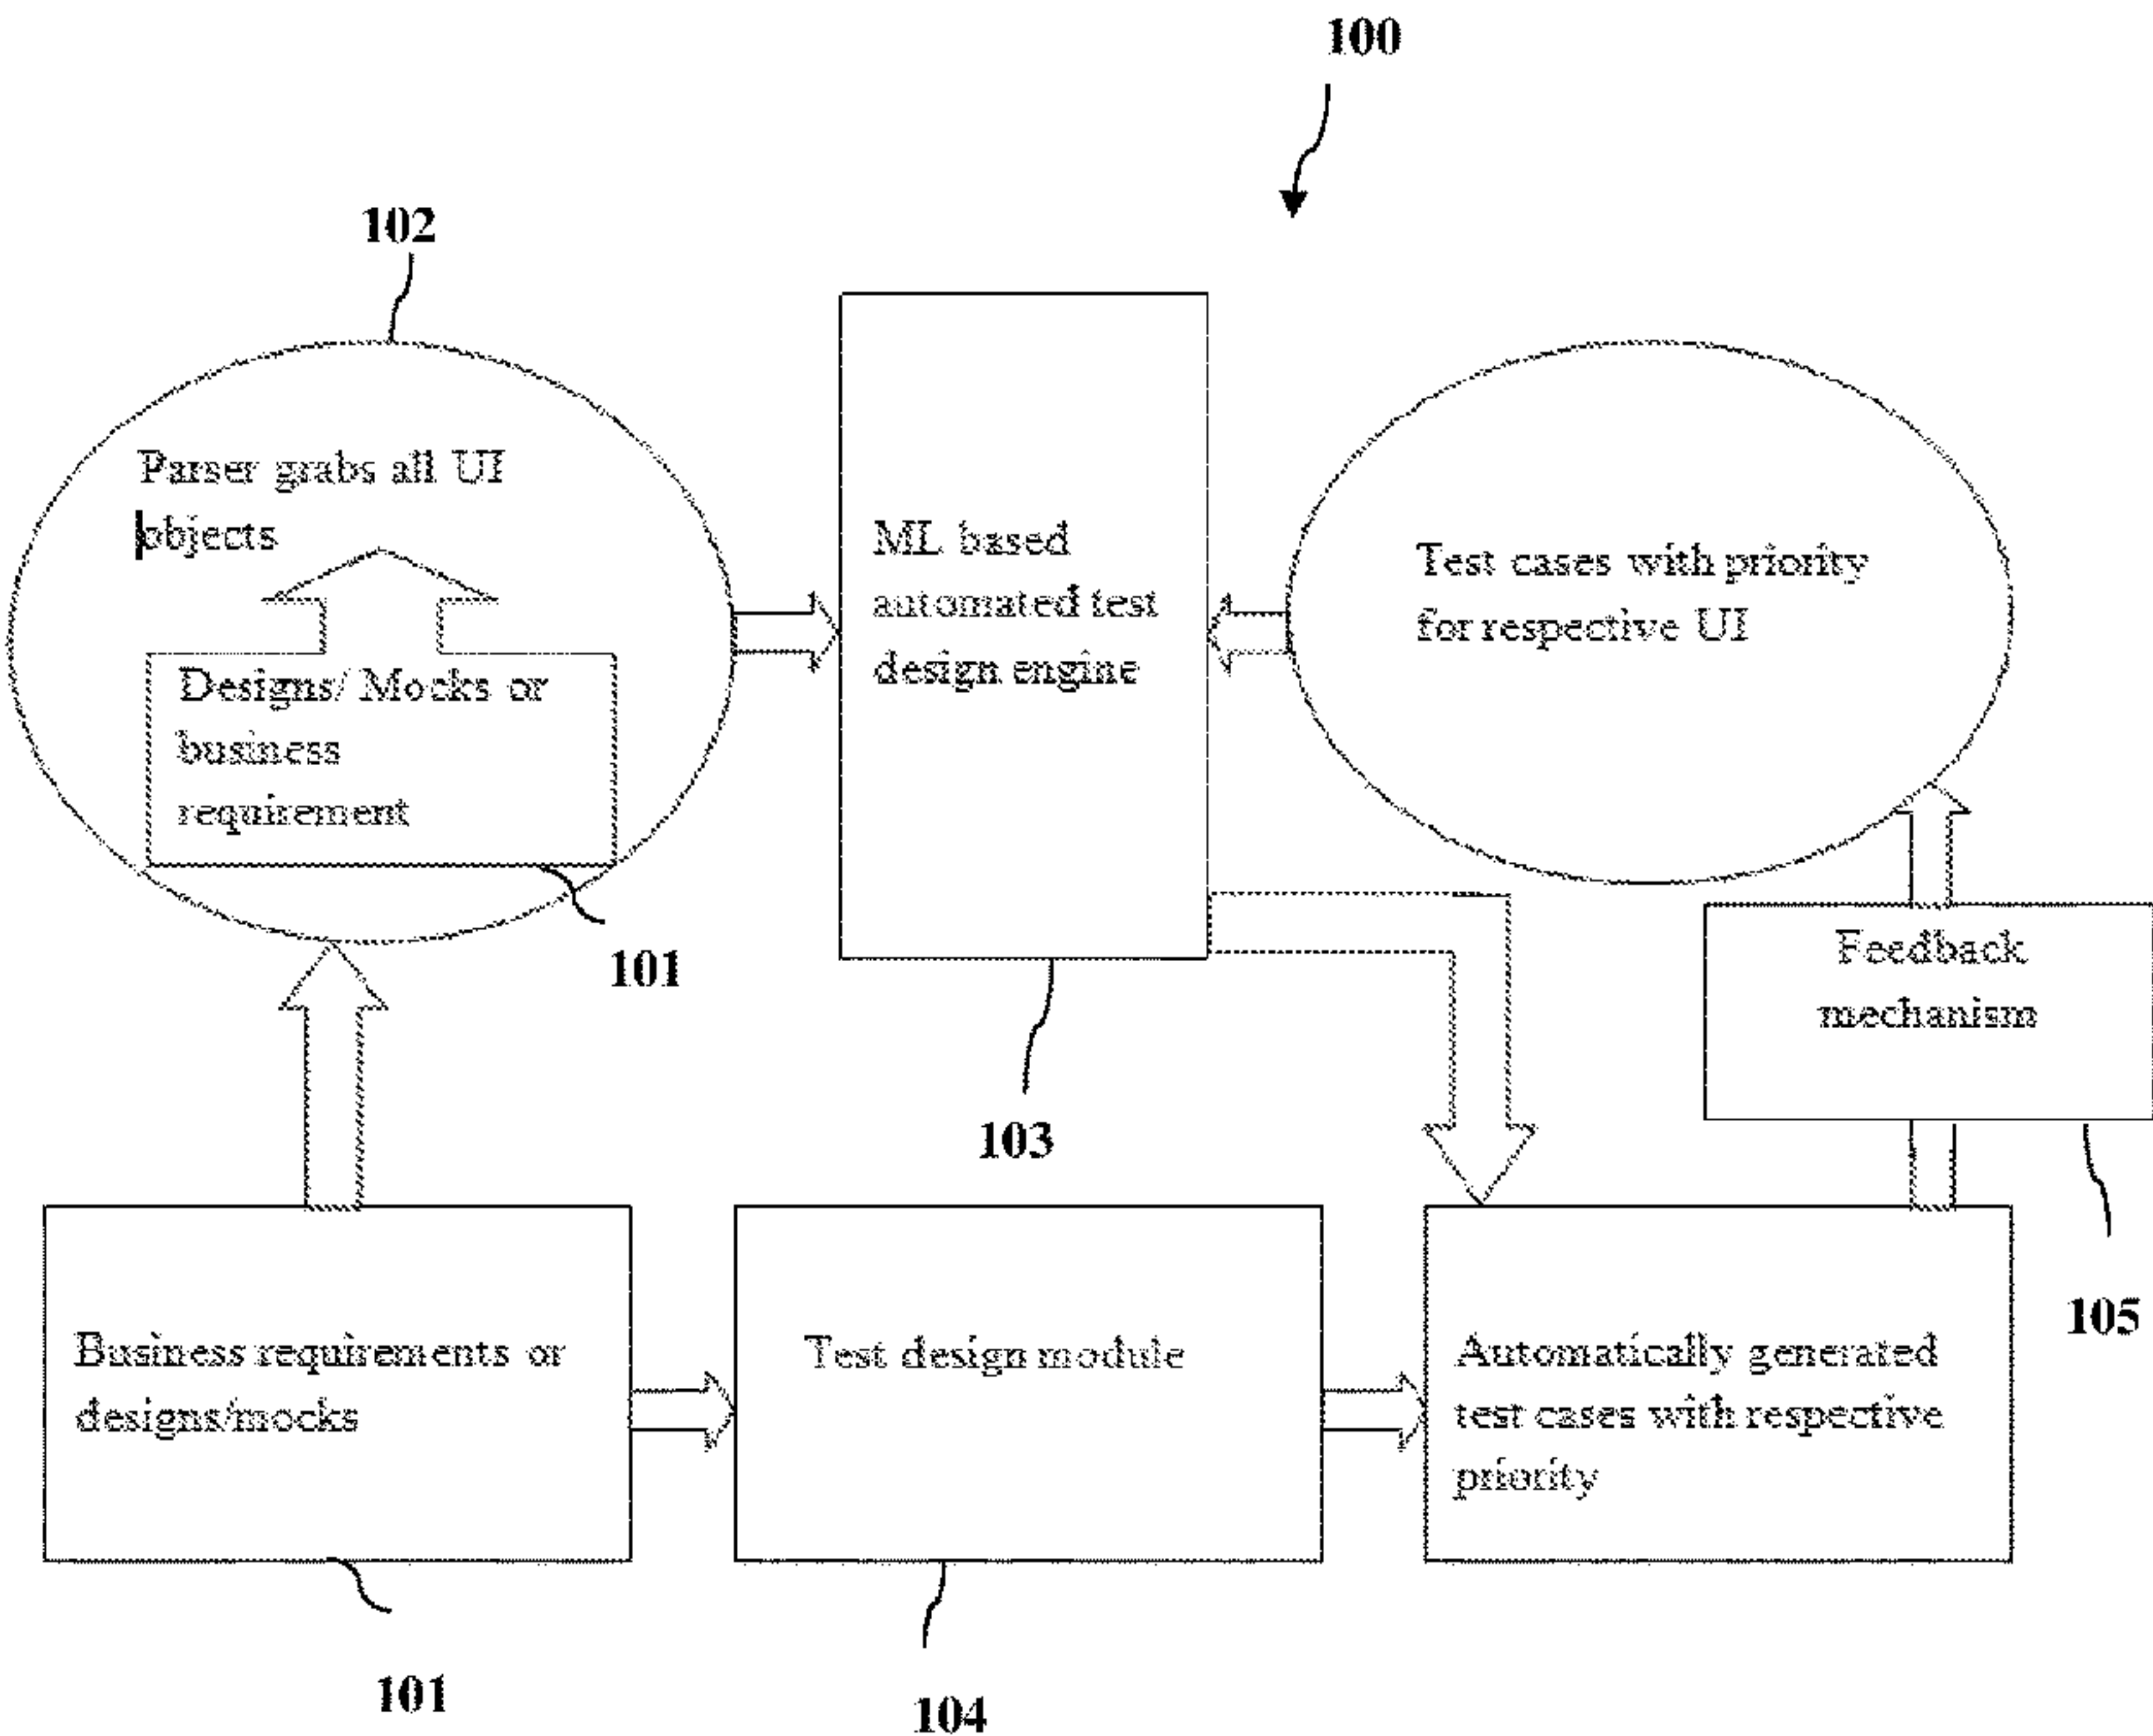 100
102
Parser grabs all UI
objects
Designs/ Mocks or
business
requirement
101
ML based
automated test
design engine
103
Test cases with priority
for respective UI
Feedback
mechanism
105
Business requirements or
designs/mocks
101
Test design module
104
Automatically generated
test cases with respective
priority